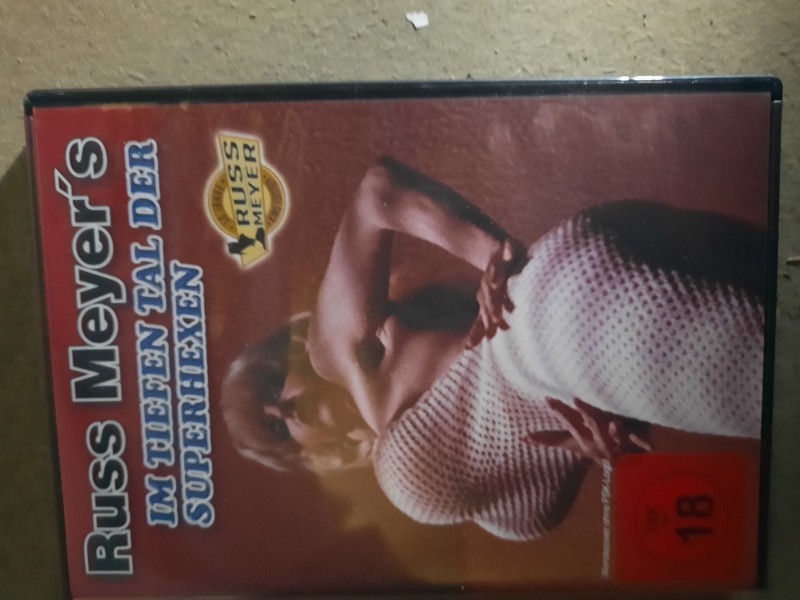 Russ Meyer's
IM TIEFEN TAL DER
SUPERHEXEN
RUSS
MEYER
18